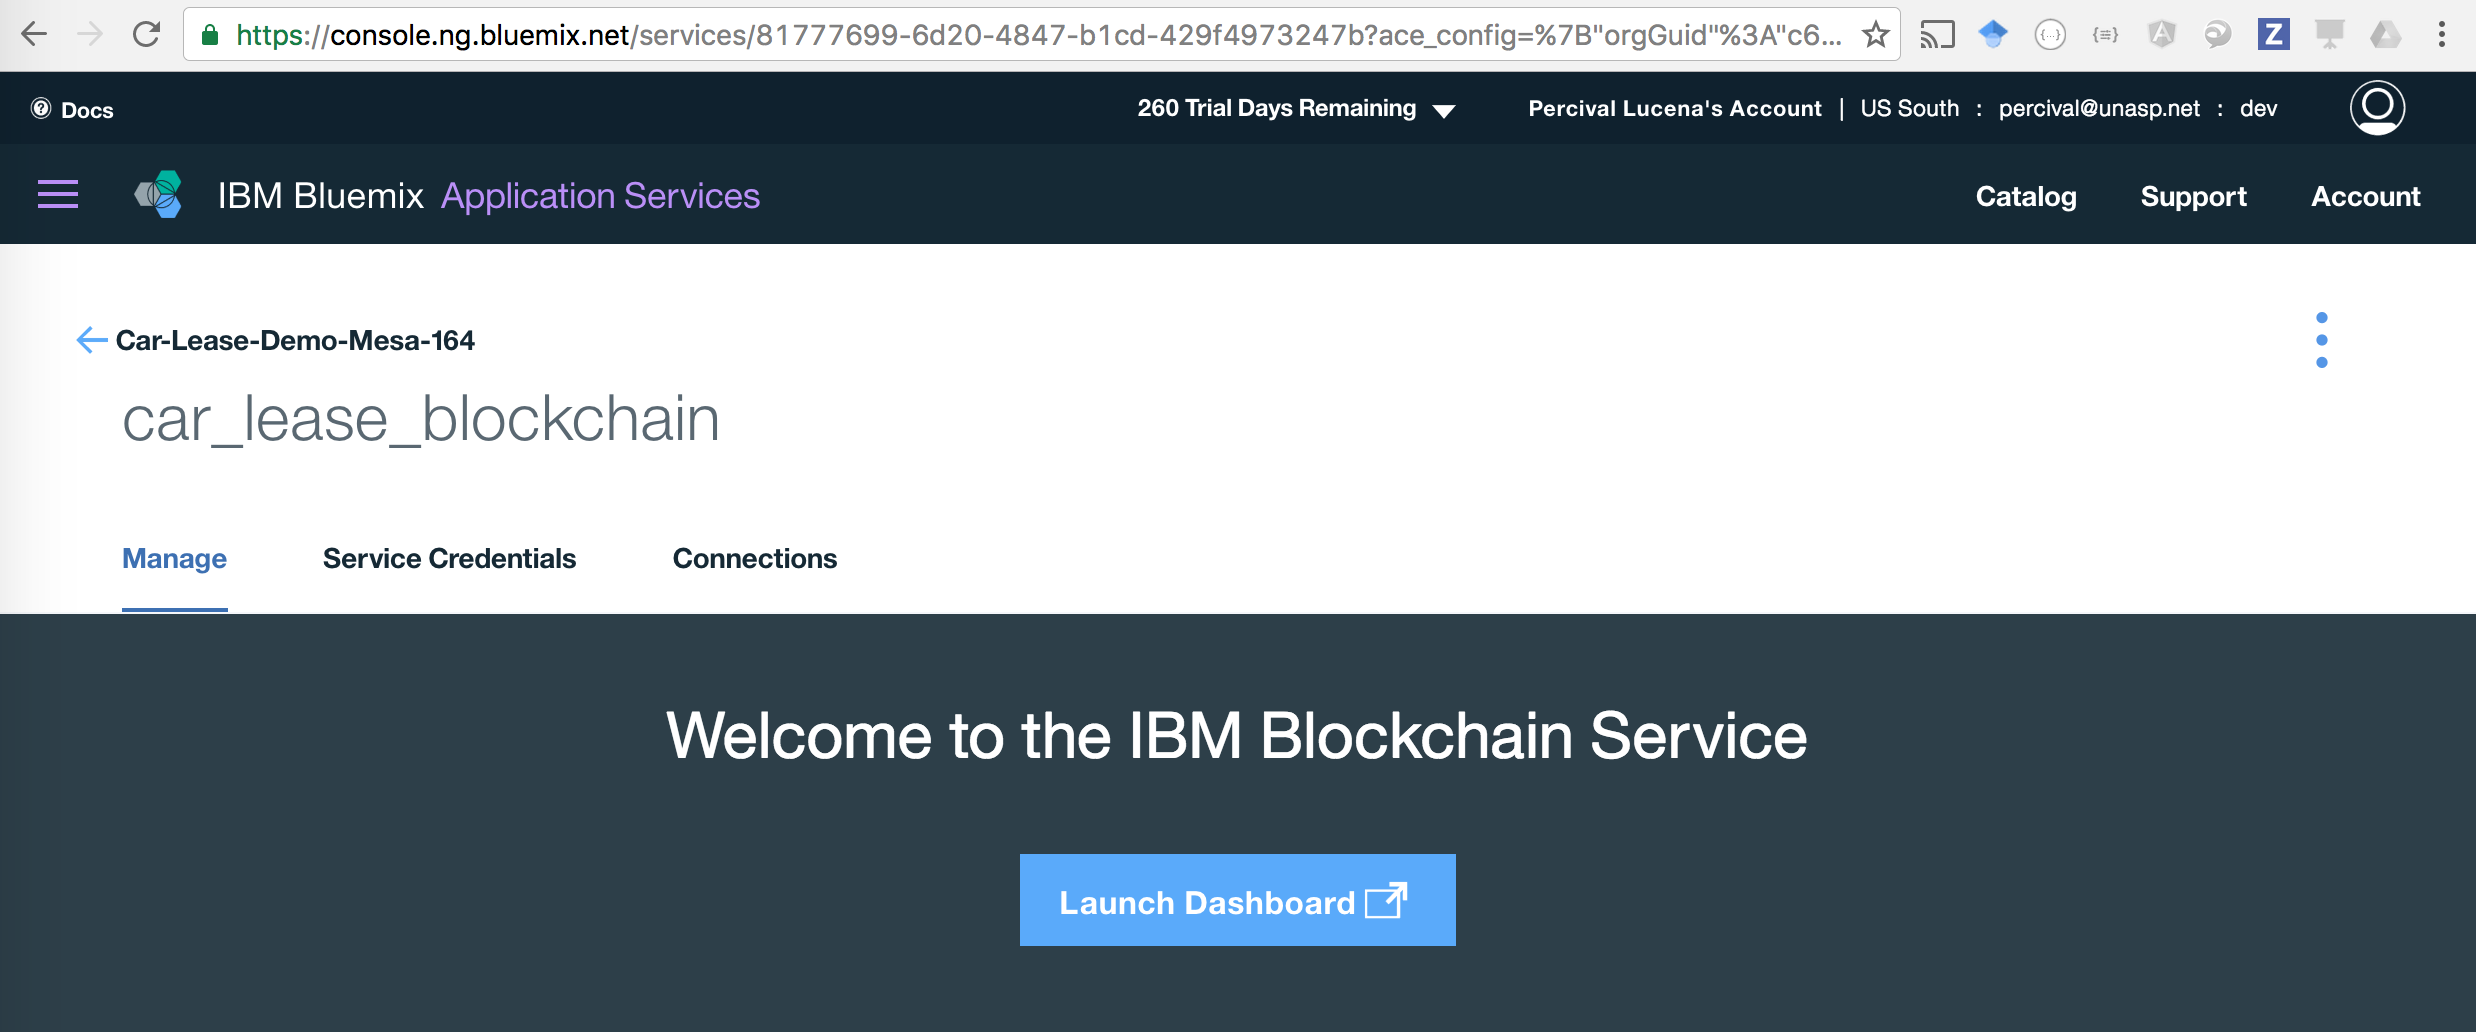 https://console.ng.bluemix.net/services/81777699-6d20-4847-b1cd-429f4973247b?ace_config=%7B"orgGuid"%3A"c6...
Docs
260 Trial Days Remaining
Percival Lucena's Account | US South : percival@unasp.net : dev
IBM Bluemix Application Services
Catalog Support Account
Car-Lease-Demo-Mesa-164
car_lease_blockchain
Manage Service Credentials Connections
Welcome to the IBM Blockchain Service
Launch Dashboard